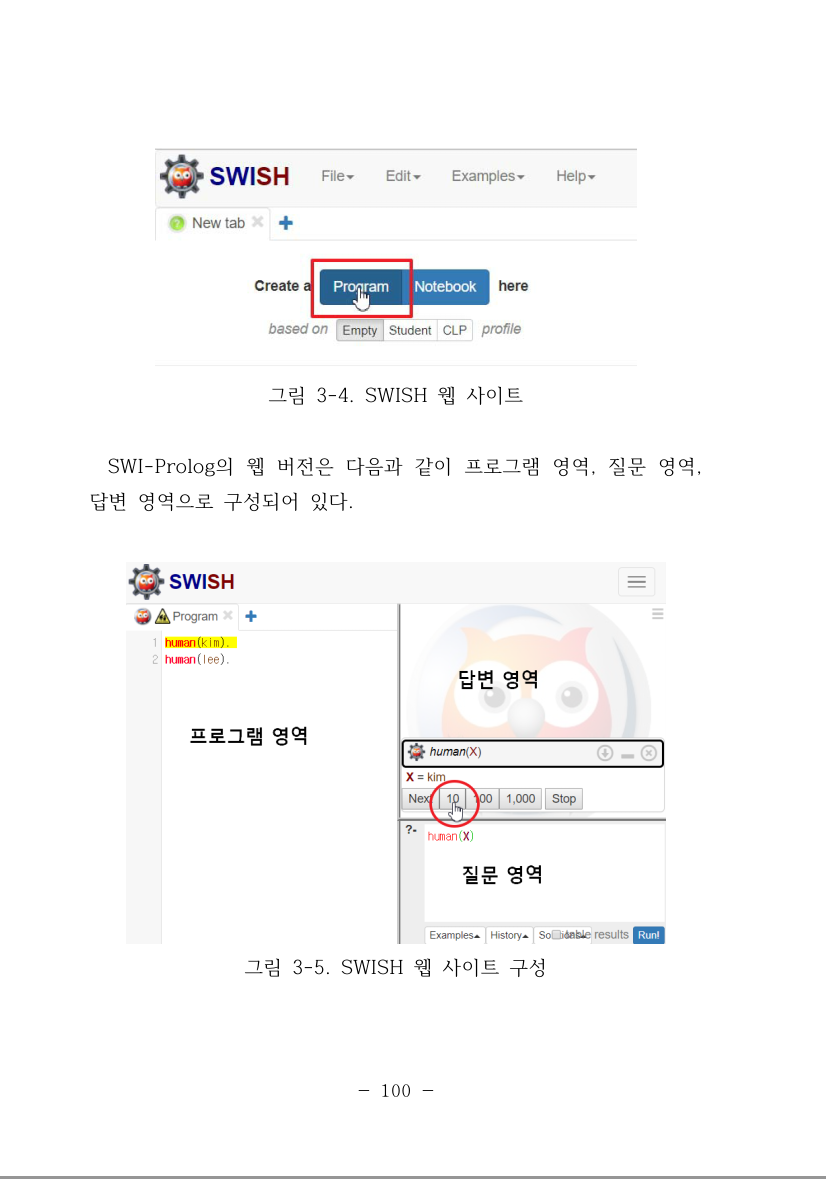 SWISH File Edit Examples Help
New tab
Create a Program Notebook here
based on Empty Student CLP profile
그림 3-4. SWISH 웹 사이트
SWI-Prolog의 웹 버전은 다음과 같이 프로그램 영역, 질문 영역,
답변 영역으로 구성되어 있다.
SWISH
Program
1 human(kim).
2 human(lee).
프로그램 영역
답변 영역
human(X)
X = kim
Next 10 100 1,000 Stop
?- human(X)
질문 영역
Examples History Solutions table results Run!
그림 3-5. SWISH 웹 사이트 구성
- 100 -